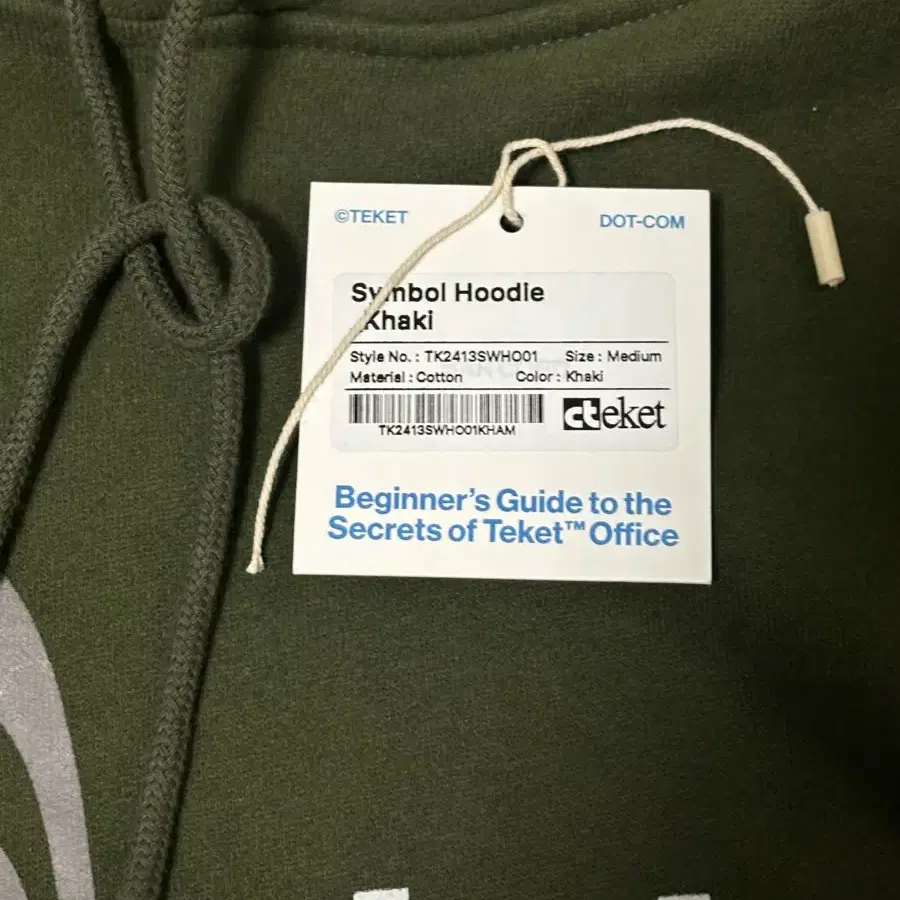 ©TEKET
DOT-COM
Symbol Hoodie
Khaki
Style No. : TK2413SWHO01 Size : Medium
Material : Cotton Color : Khaki
TK2413SWHO01KHAM
cteket
Beginner's Guide to the
Secrets of Teket™ Office